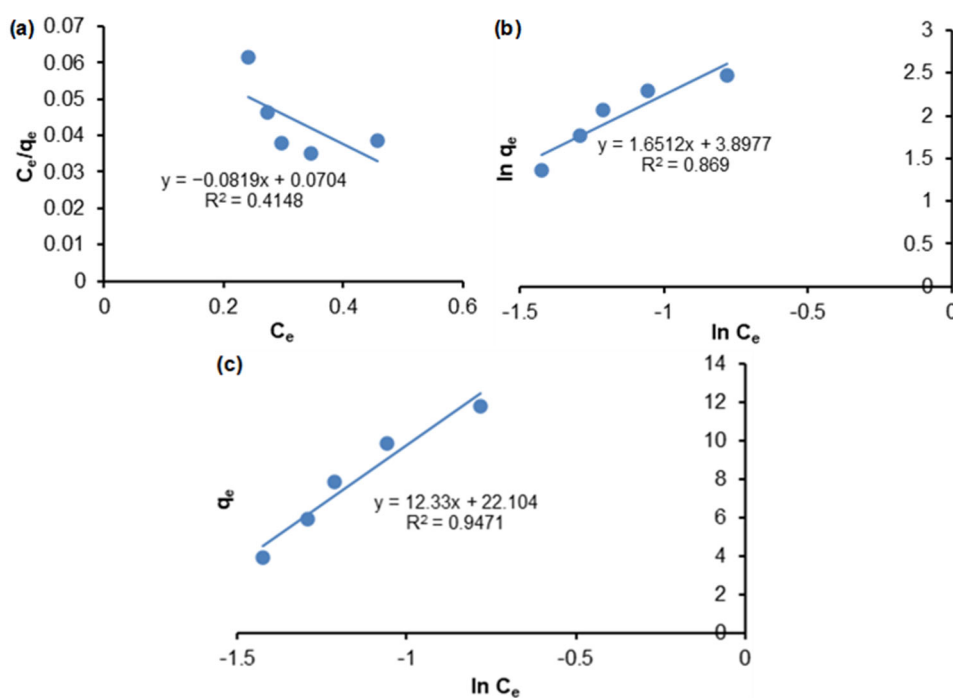 (a)
0.07
0.06
0.05
0.04
0.03
0.02
0.01
0
Cₑ/qₑ
y = −0.0819x + 0.0704
R² = 0.4148
0 0.2 0.4 0.6
Cₑ
(b)
3
2.5
2
1.5
1
0.5
0
ln qₑ
y = 1.6512x + 3.8977
R² = 0.869
-1.5 -1 -0.5 0
ln Cₑ
(c)
14
12
10
8
6
4
2
0
qₑ
y = 12.33x + 22.104
R² = 0.9471
-1.5 -1 -0.5 0
ln Cₑ